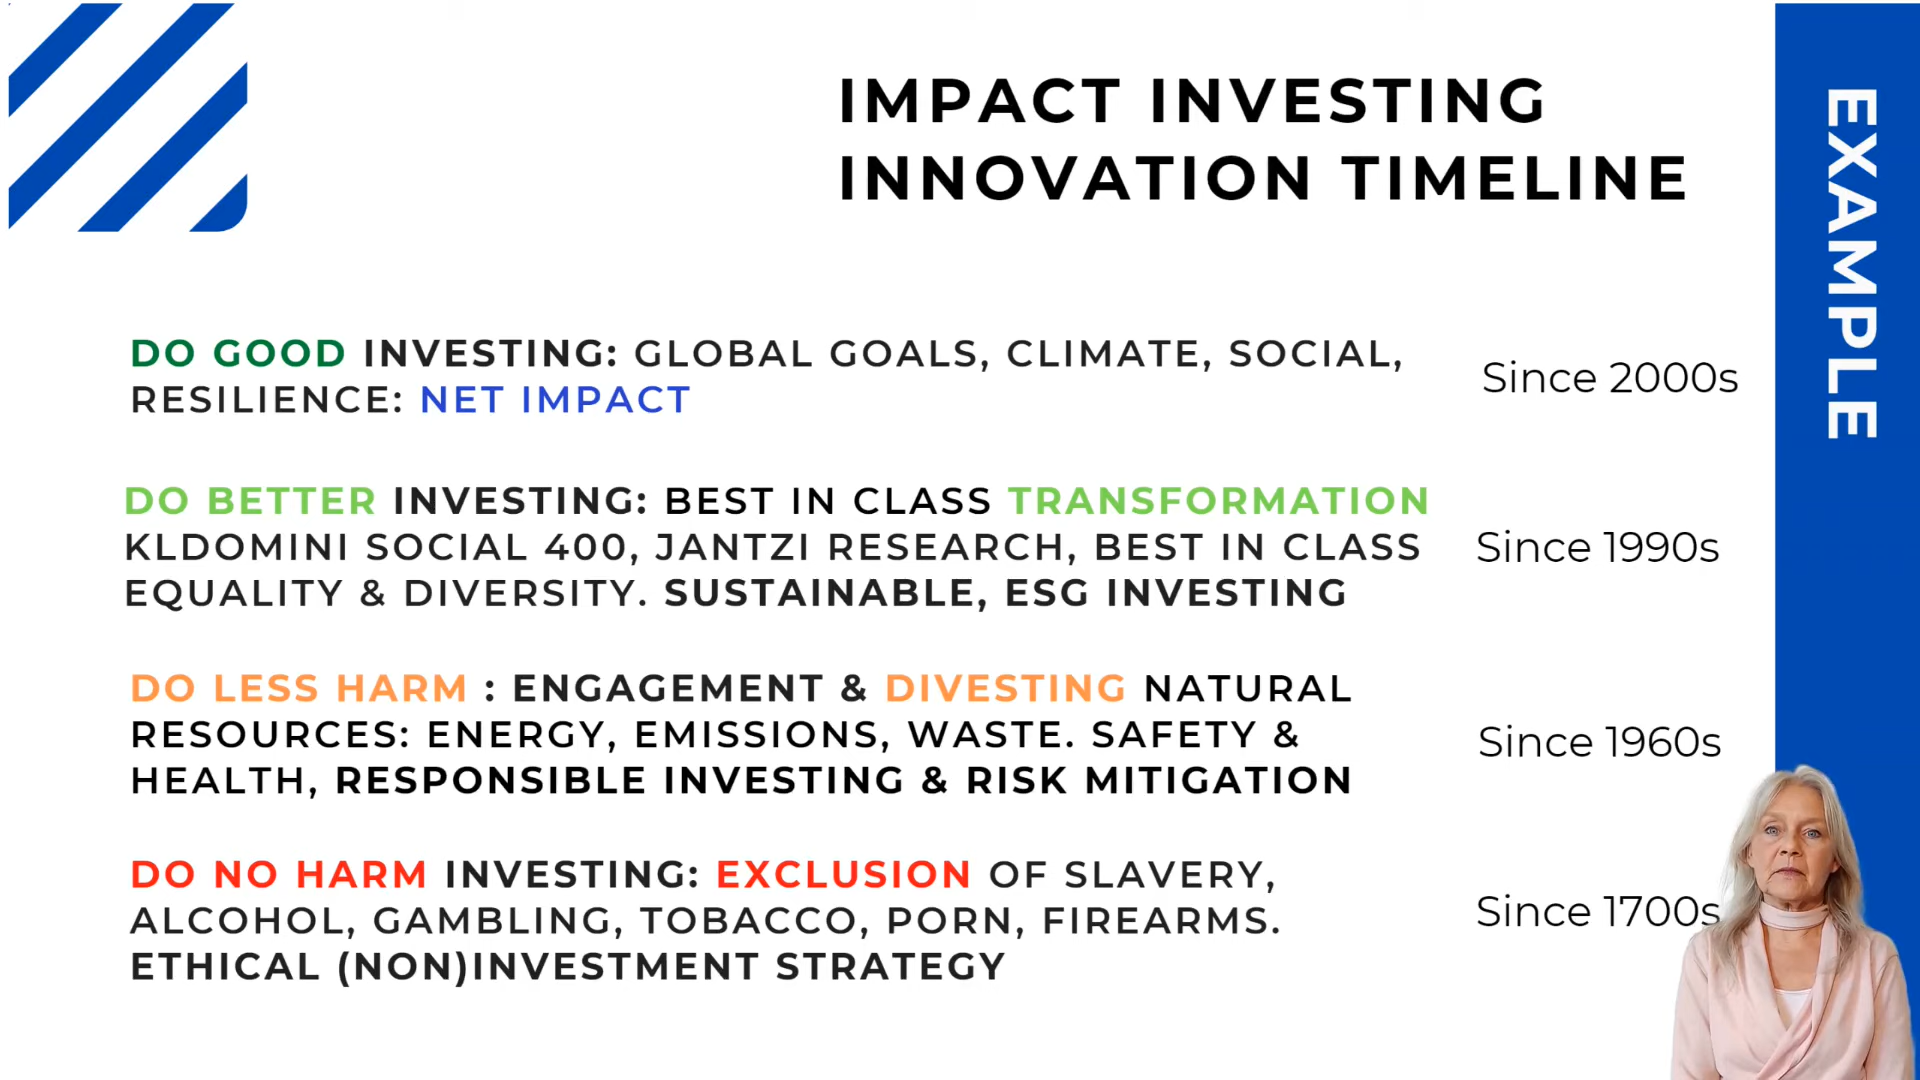 IMPACT INVESTING
INNOVATION TIMELINE
EXAMPLE
DO GOOD INVESTING: GLOBAL GOALS, CLIMATE, SOCIAL,
RESILIENCE: NET IMPACT
Since 2000s
DO BETTER INVESTING: BEST IN CLASS TRANSFORMATION
KLDOMINI SOCIAL 400, JANTZI RESEARCH, BEST IN CLASS
EQUALITY & DIVERSITY. SUSTAINABLE, ESG INVESTING
Since 1990s
DO LESS HARM : ENGAGEMENT & DIVESTING NATURAL
RESOURCES: ENERGY, EMISSIONS, WASTE. SAFETY &
HEALTH, RESPONSIBLE INVESTING & RISK MITIGATION
Since 1960s
DO NO HARM INVESTING: EXCLUSION OF SLAVERY,
ALCOHOL, GAMBLING, TOBACCO, PORN, FIREARMS.
ETHICAL (NON)INVESTMENT STRATEGY
Since 1700s